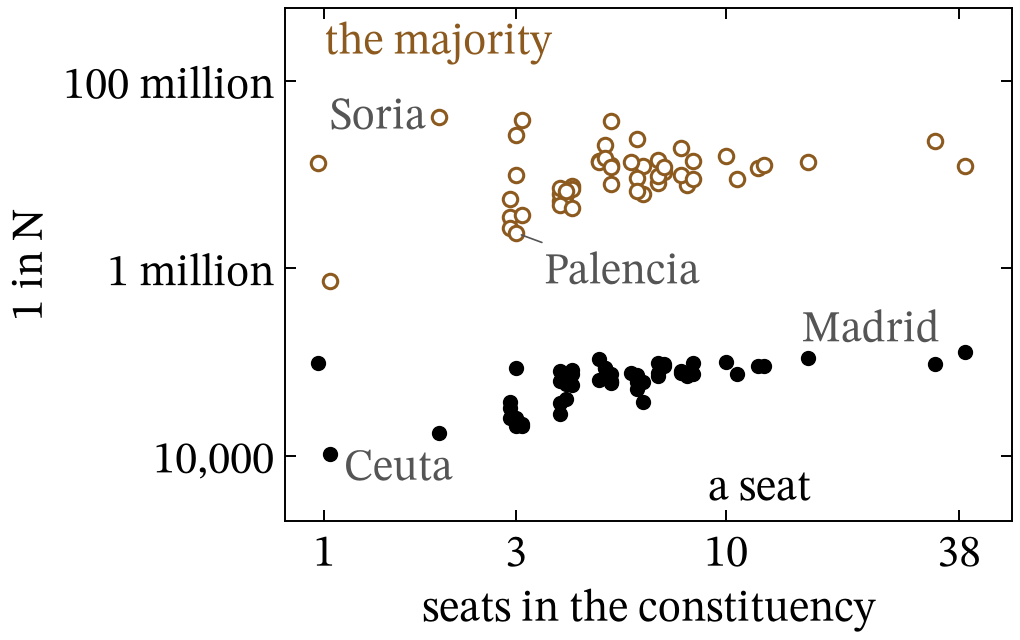 the majority
100 million
Soria
1 in N
1 million
Palencia
Madrid
10,000
Ceuta
a seat
1 3 10 38
seats in the constituency